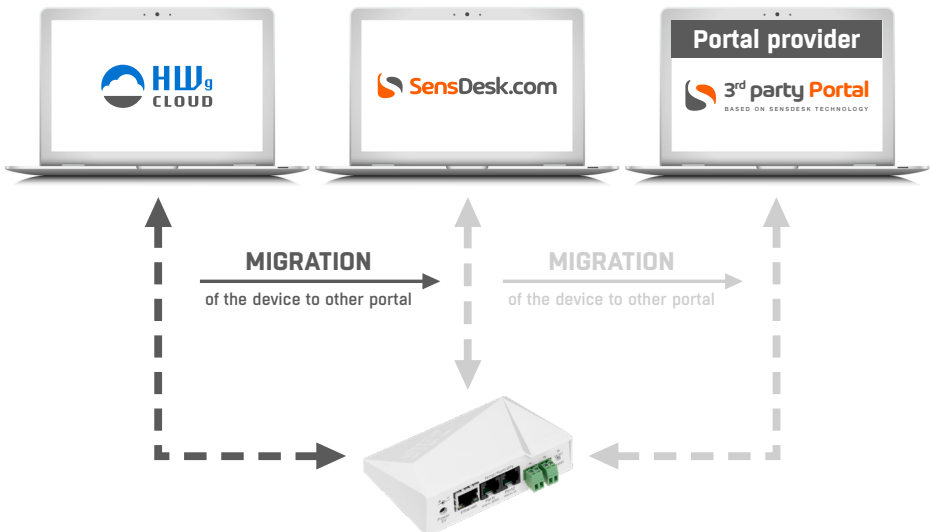 HWg
CLOUD
SensDesk.com
Portal provider
3rd party Portal
BASED ON SENSDESK TECHNOLOGY
MIGRATION
of the device to other portal
MIGRATION
of the device to other portal